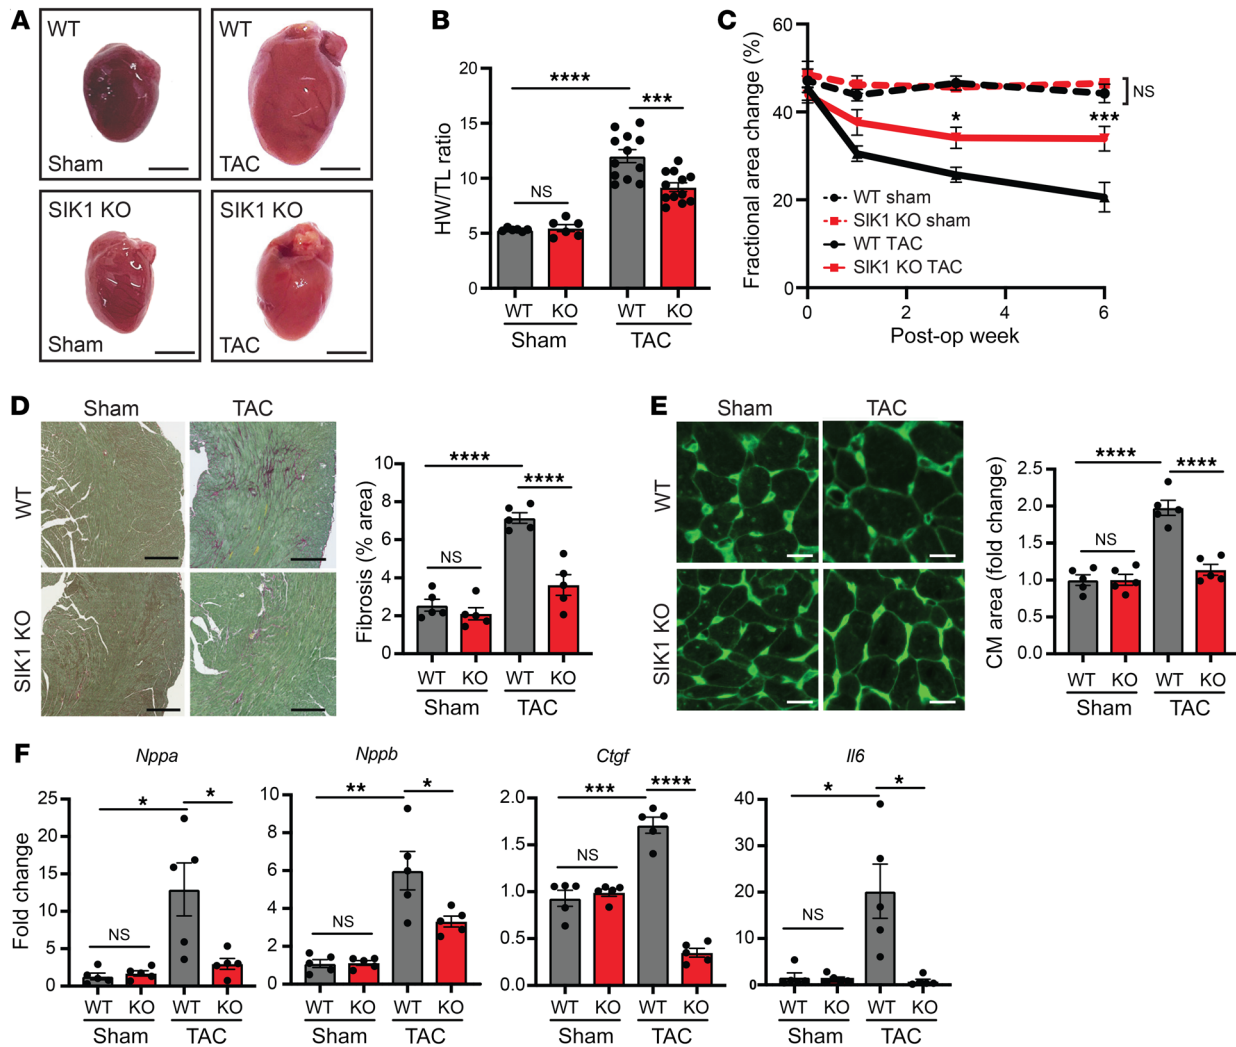 A
WT
Sham
WT
TAC
SIK1 KO
Sham
SIK1 KO
TAC
B
HW/TL ratio
20
15
10
5
0
****
***
NS
WT KO WT KO
Sham TAC
C
Fractional area change (%)
60
40
20
0
NS
* ***
WT sham
SIK1 KO sham
WT TAC
SIK1 KO TAC
0 2 4 6
Post-op week
D
Sham TAC
WT
SIK1 KO
Fibrosis (% area)
10
8
6
4
2
0
****
****
NS
WT KO WT KO
Sham TAC
E
Sham TAC
WT
SIK1 KO
CM area (fold change)
2.5
2.0
1.5
1.0
0.5
0.0
****
****
NS
WT KO WT KO
Sham TAC
F
Fold change
Nppa
25
20
15
10
5
0
*
*
NS
WT KO WT KO
Sham TAC
Nppb
10
8
6
4
2
0
**
*
NS
WT KO WT KO
Sham TAC
Ctgf
2.0
1.5
1.0
0.5
0.0
***
****
NS
WT KO WT KO
Sham TAC
Il6
40
30
20
10
0
*
*
NS
WT KO WT KO
Sham TAC